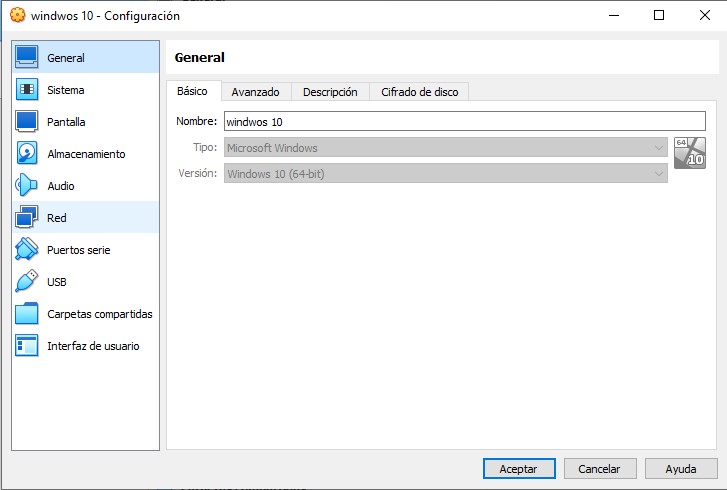 windwos 10 - Configuración
General
Sistema
Pantalla
Almacenamiento
Audio
Red
Puertos serie
USB
Carpetas compartidas
Interfaz de usuario
General
Básico Avanzado Descripción Cifrado de disco
Nombre: windwos 10
Tipo: Microsoft Windows
Versión: Windows 10 (64-bit)
64
10
Aceptar Cancelar Ayuda